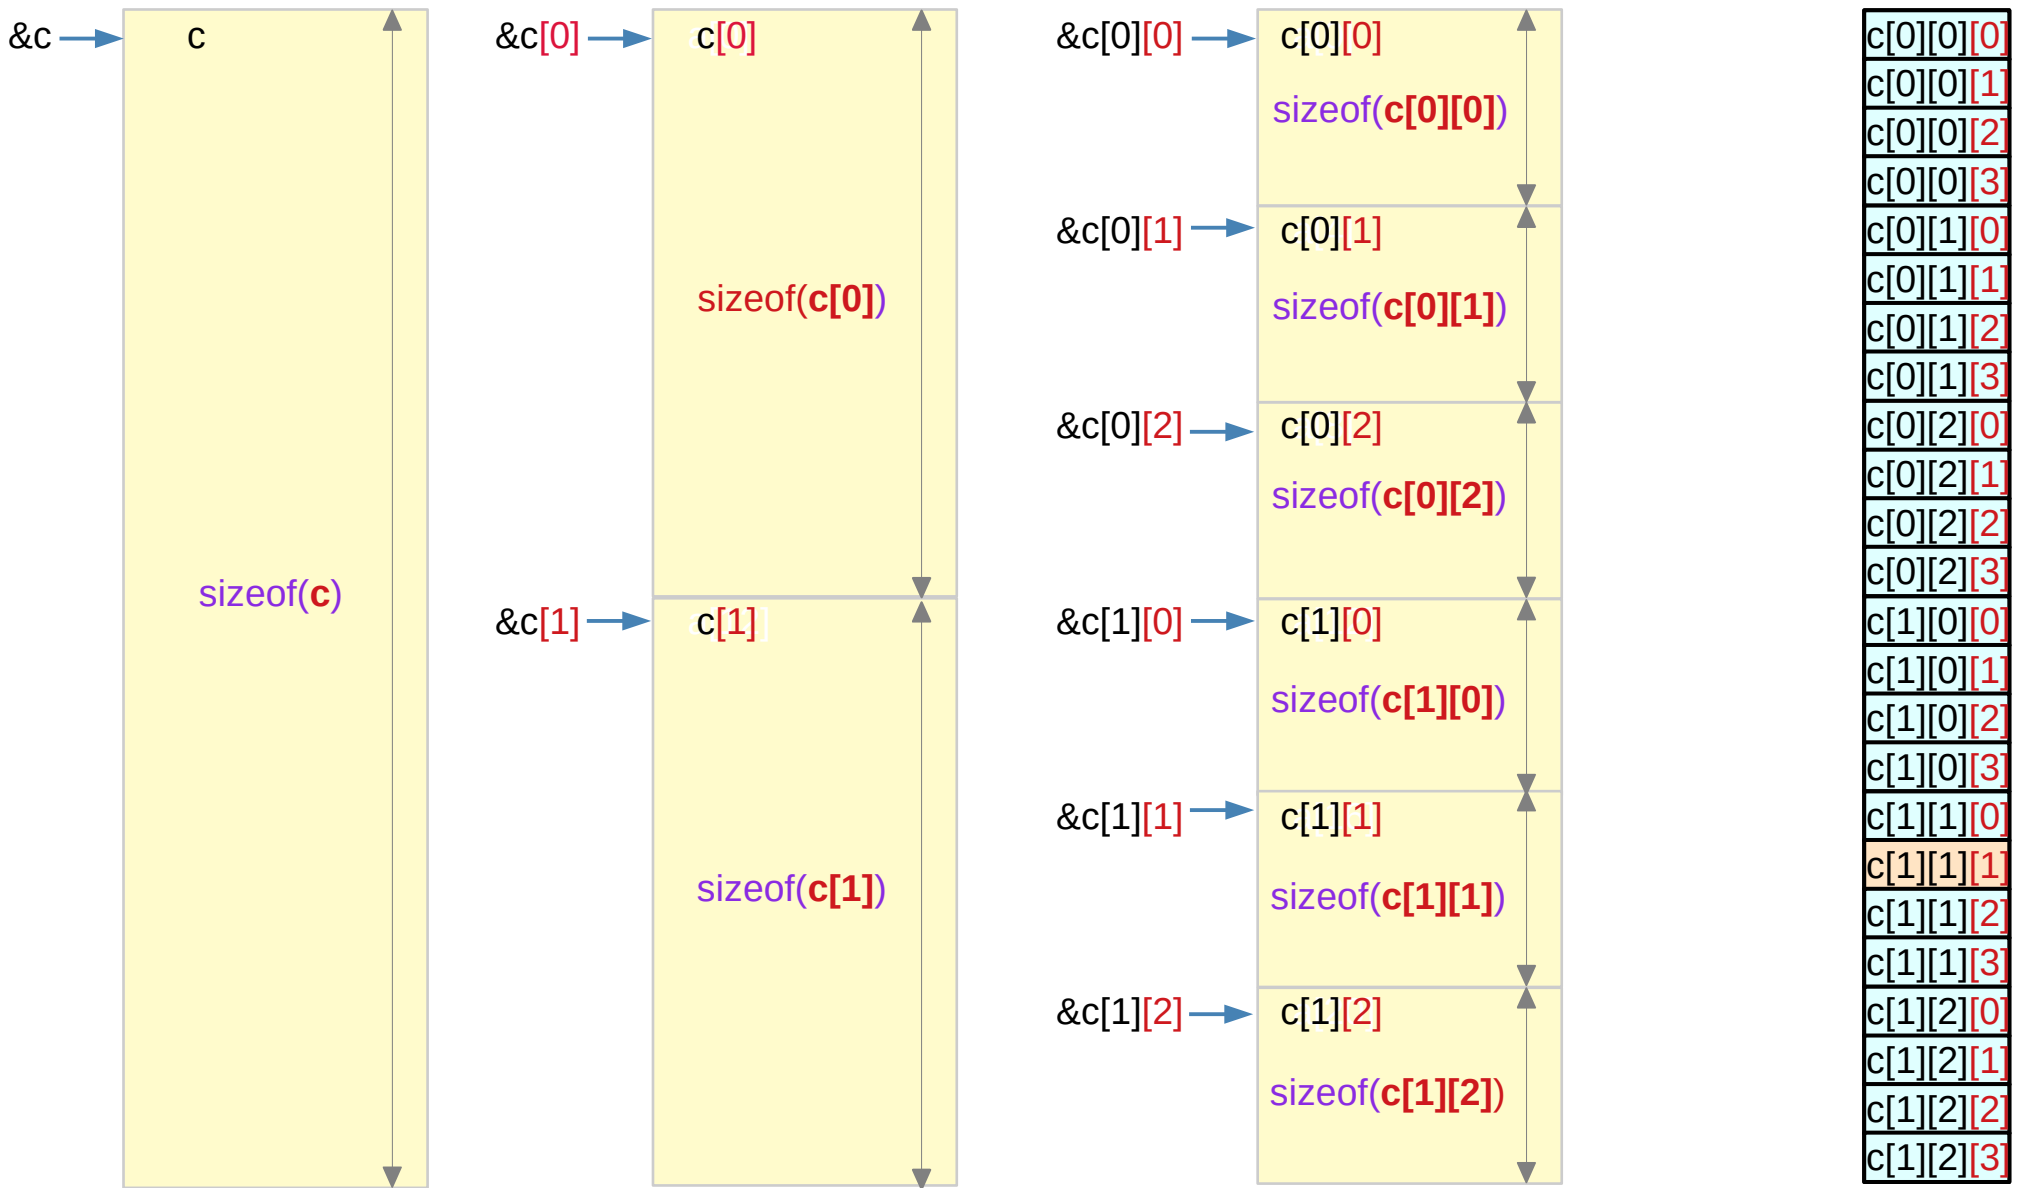 &c
c
sizeof(c)
&c[0]
c[0]
sizeof(c[0])
&c[1]
c[1]
sizeof(c[1])
&c[0][0]
c[0][0]
sizeof(c[0][0])
&c[0][1]
c[0][1]
sizeof(c[0][1])
&c[0][2]
c[0][2]
sizeof(c[0][2])
&c[1][0]
c[1][0]
sizeof(c[1][0])
&c[1][1]
c[1][1]
sizeof(c[1][1])
&c[1][2]
c[1][2]
sizeof(c[1][2])
c[0][0][0]
c[0][0][1]
c[0][0][2]
c[0][0][3]
c[0][1][0]
c[0][1][1]
c[0][1][2]
c[0][1][3]
c[0][2][0]
c[0][2][1]
c[0][2][2]
c[0][2][3]
c[1][0][0]
c[1][0][1]
c[1][0][2]
c[1][0][3]
c[1][1][0]
c[1][1][1]
c[1][1][2]
c[1][1][3]
c[1][2][0]
c[1][2][1]
c[1][2][2]
c[1][2][3]